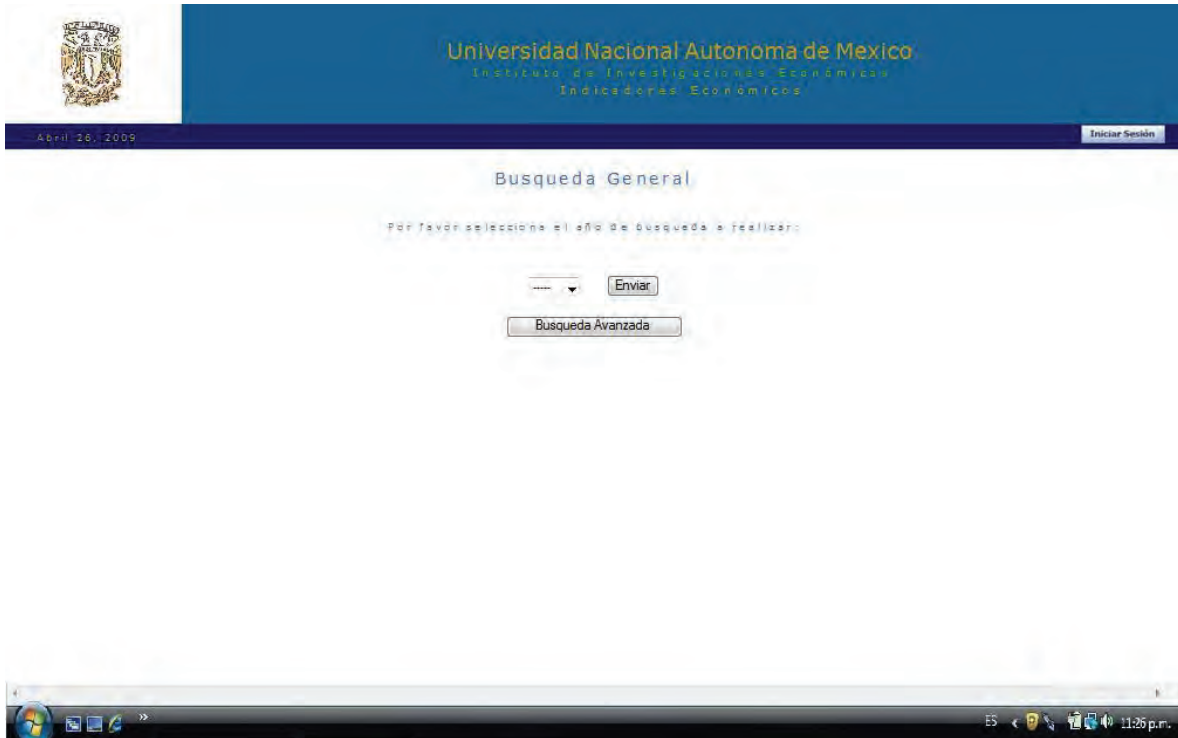 Universidad Nacional Autonoma de Mexico
Instituto de Investigaciones Económicas
Indicadores Económicos
Abril 26, 2009
Iniciar Sesión
Busqueda General
Por favor selecciona el año de busqueda a realizar:
-----
Enviar
Busqueda Avanzada
ES
11:26 p.m.